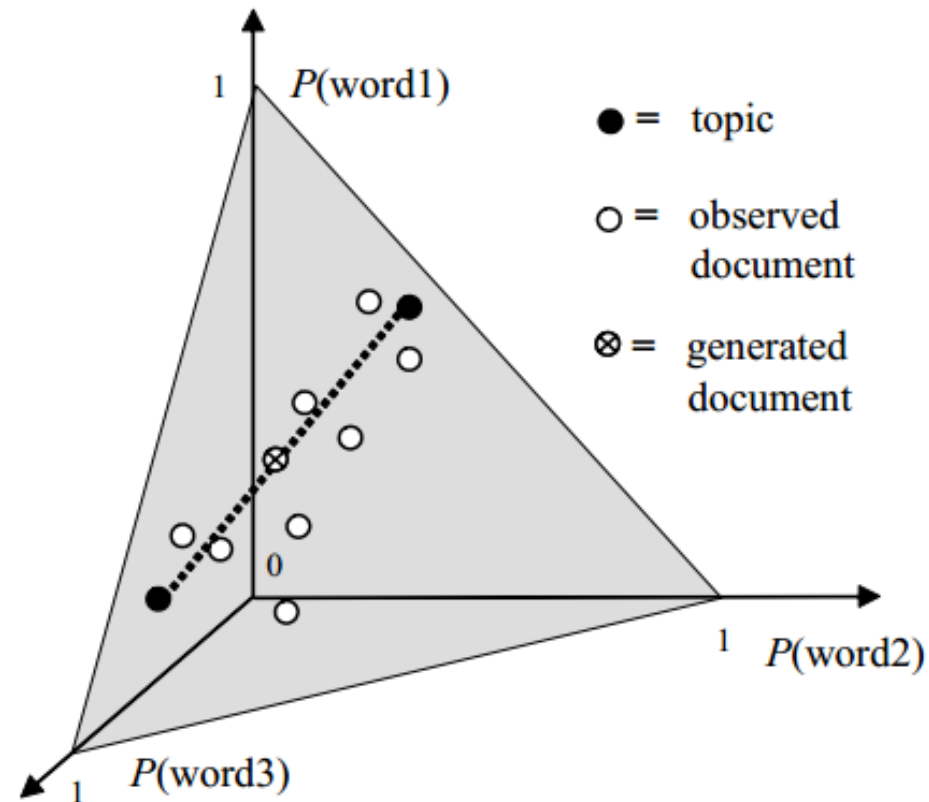 1 P(word1)
= topic
= observed
document
= generated
document
0
1
P(word2)
P(word3)
1